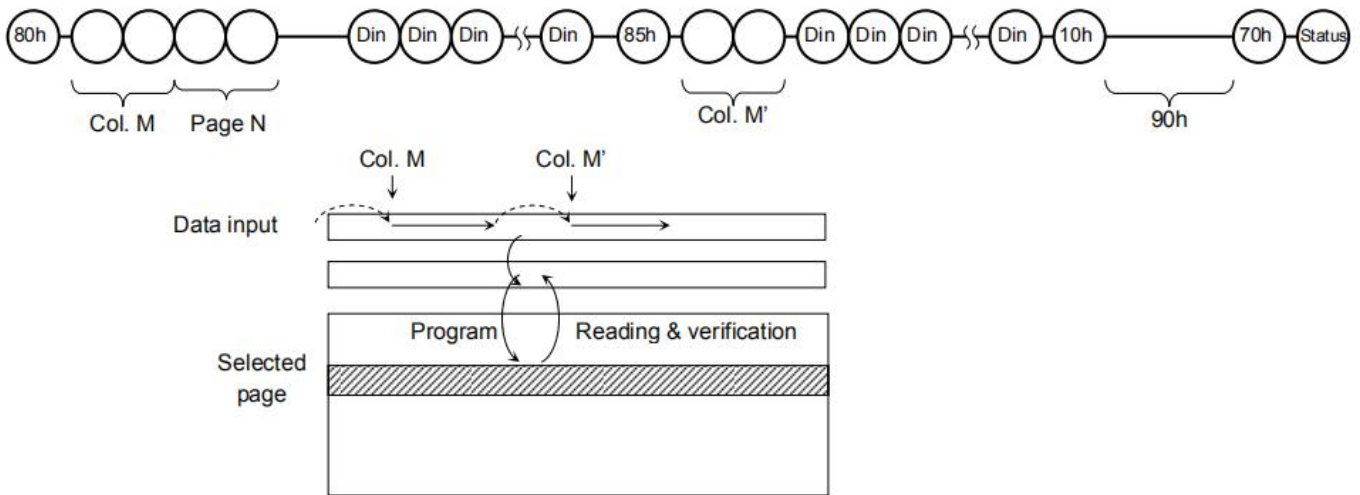 80h Din Din Din Din 85h Din Din Din Din 10h 70h Status
Col. M Page N Col. M' 90h
Col. M Col. M'
Data input
Program Reading & verification
Selected
page